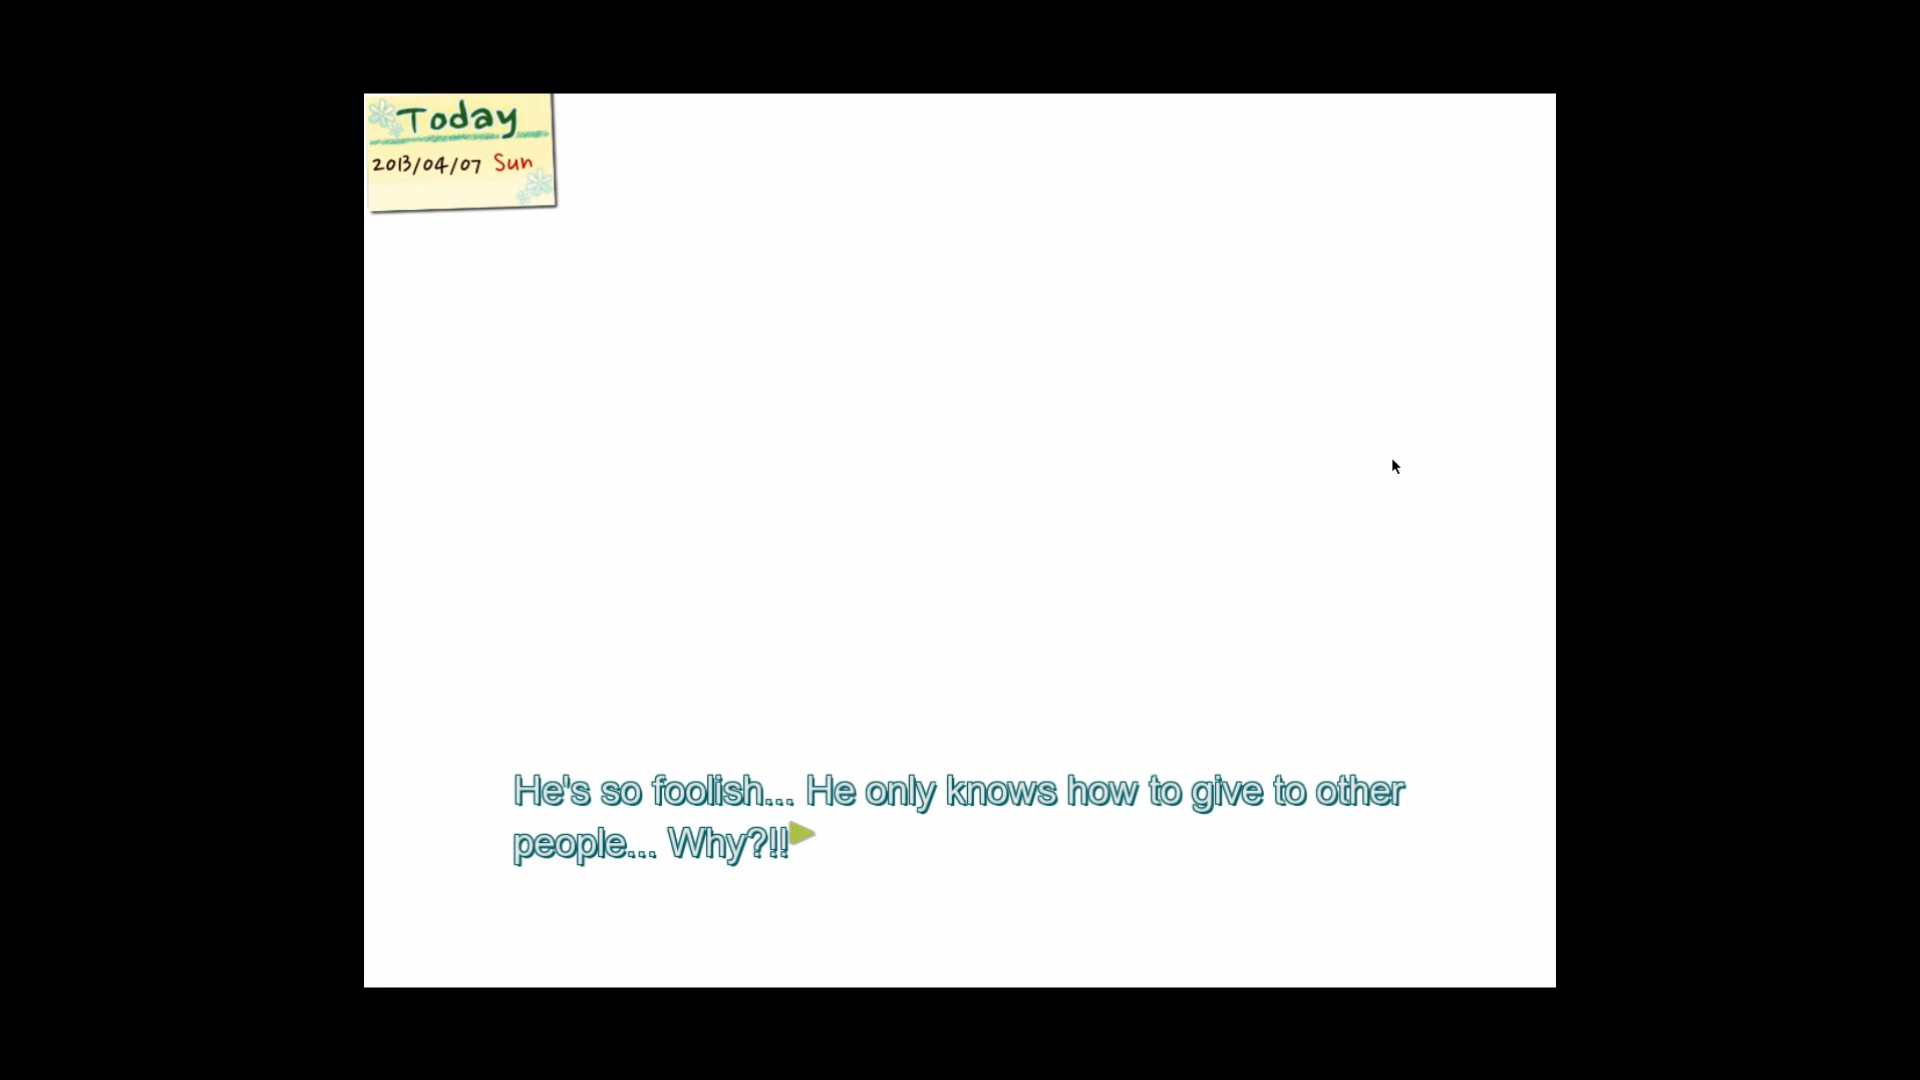 Today
2013/04/07 Sun
He's so foolish... He only knows how to give to other
people... Why?!!